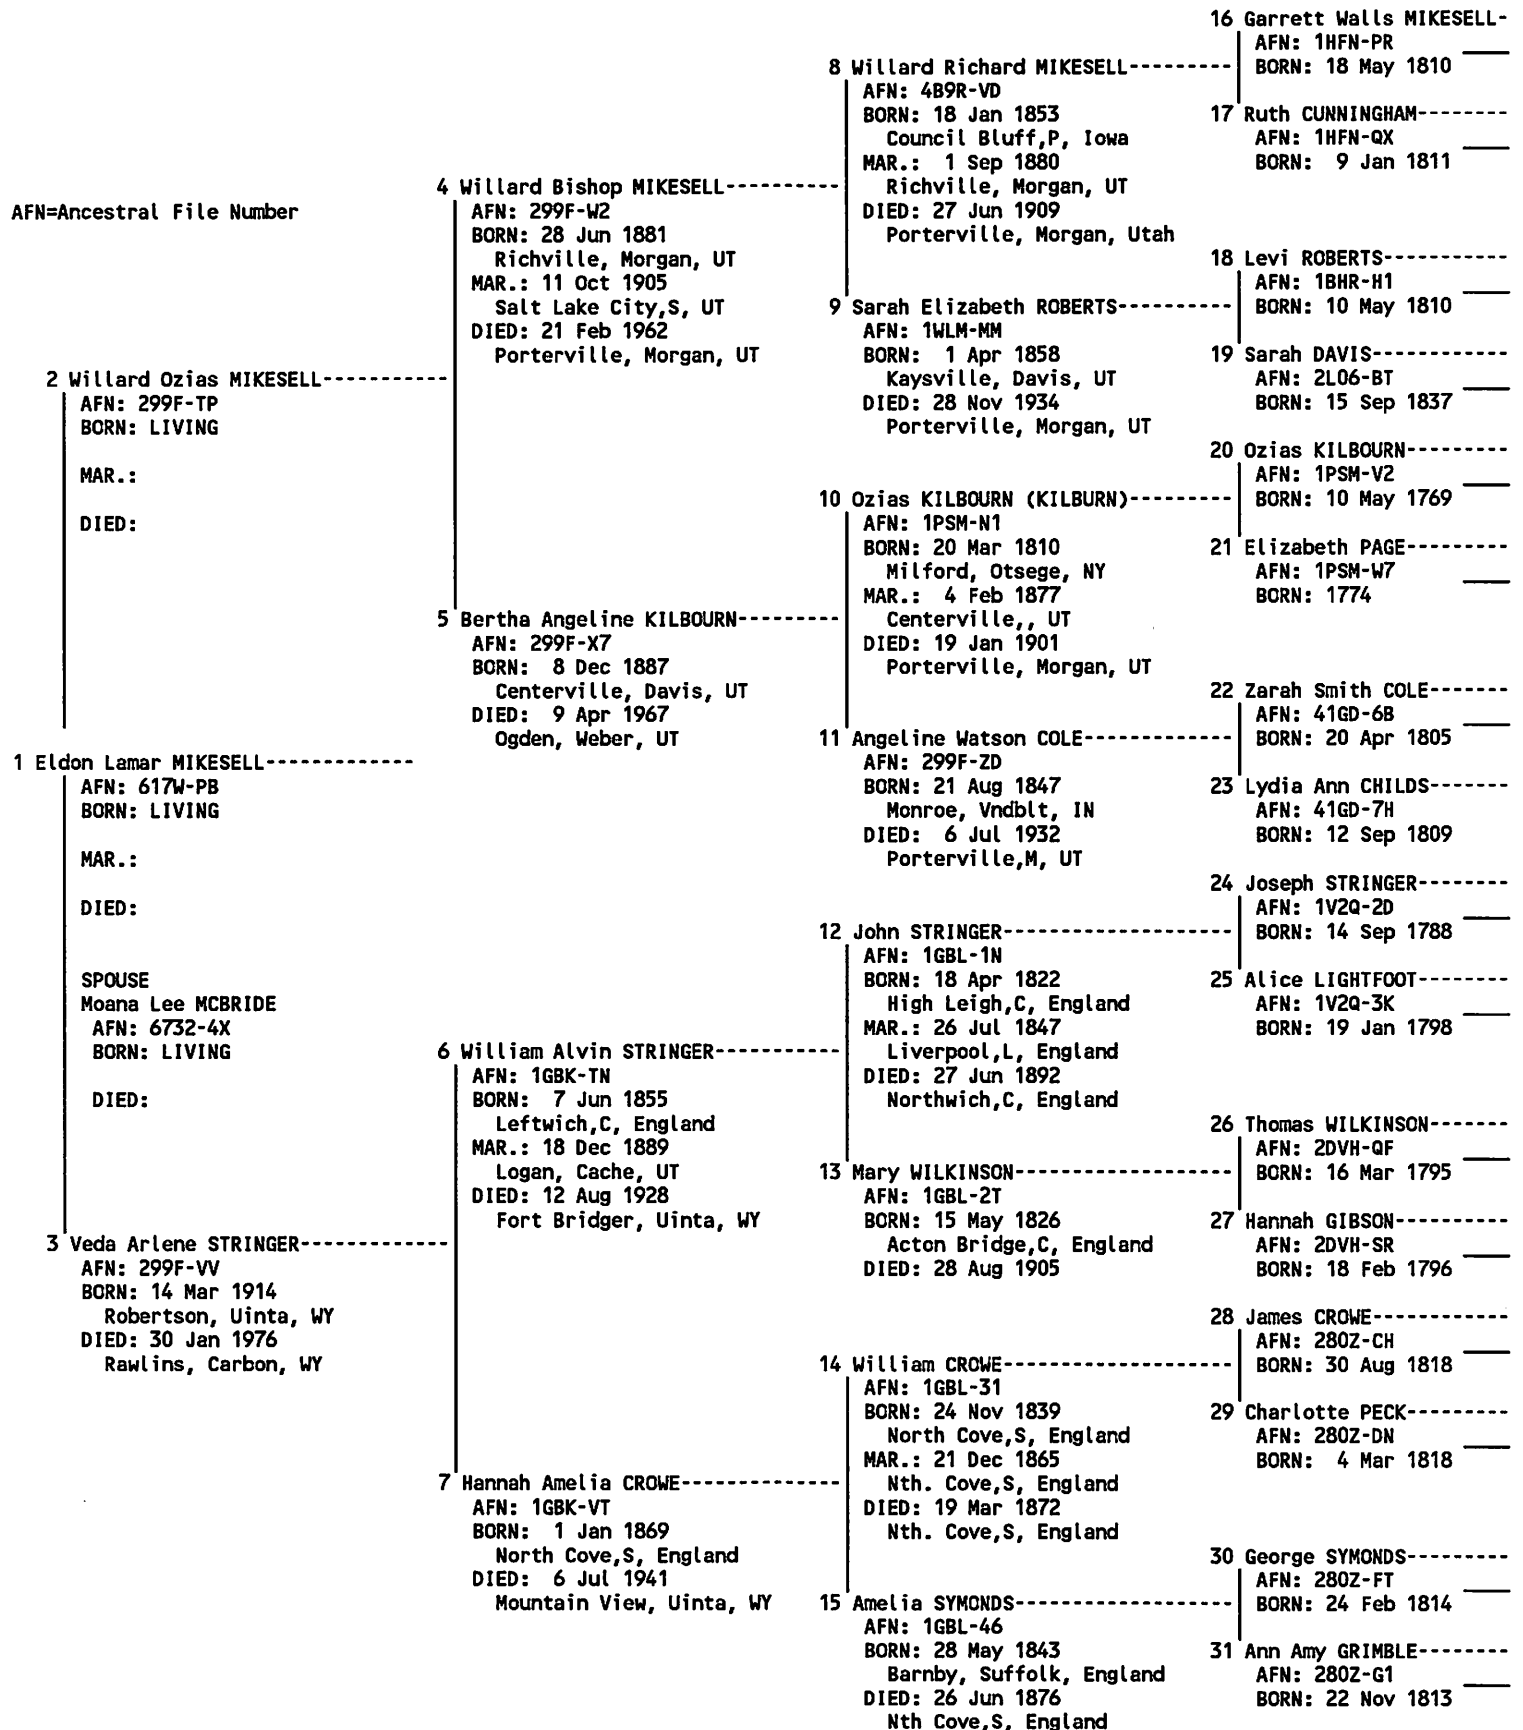 AFN=Ancestral File Number
1 Eldon Lamar MIKESELL-------------
AFN: 617W-PB
BORN: LIVING
MAR.:
DIED:
SPOUSE
Moana Lee MCBRIDE
AFN: 6732-4X
BORN: LIVING
DIED:
2 Willard Ozias MIKESELL-----------
AFN: 299F-TP
BORN: LIVING
MAR.:
DIED:
3 Veda Arlene STRINGER-------------
AFN: 299F-VV
BORN: 14 Mar 1914
Robertson, Uinta, WY
DIED: 30 Jan 1976
Rawlins, Carbon, WY
4 Willard Bishop MIKESELL----------
AFN: 299F-W2
BORN: 28 Jun 1881
Richville, Morgan, UT
MAR.: 11 Oct 1905
Salt Lake City,S, UT
DIED: 21 Feb 1962
Porterville, Morgan, UT
5 Bertha Angeline KILBOURN---------
AFN: 299F-X7
BORN:  8 Dec 1887
Centerville, Davis, UT
DIED:  9 Apr 1967
Ogden, Weber, UT
6 William Alvin STRINGER-----------
AFN: 1GBK-TN
BORN:  7 Jun 1855
Leftwich,C, England
MAR.: 18 Dec 1889
Logan, Cache, UT
DIED: 12 Aug 1928
Fort Bridger, Uinta, WY
7 Hannah Amelia CROWE--------------
AFN: 1GBK-VT
BORN:  1 Jan 1869
North Cove,S, England
DIED:  6 Jul 1941
Mountain View, Uinta, WY
8 Willard Richard MIKESELL---------
AFN: 4B9R-VD
BORN: 18 Jan 1853
Council Bluff,P, Iowa
MAR.:  1 Sep 1880
Richville, Morgan, UT
DIED: 27 Jun 1909
Porterville, Morgan, Utah
9 Sarah Elizabeth ROBERTS----------
AFN: 1WLM-MM
BORN:  1 Apr 1858
Kaysville, Davis, UT
DIED: 28 Nov 1934
Porterville, Morgan, UT
10 Ozias KILBOURN (KILBURN)---------
AFN: 1PSM-N1
BORN: 20 Mar 1810
Milford, Otsege, NY
MAR.:  4 Feb 1877
Centerville,, UT
DIED: 19 Jan 1901
Porterville, Morgan, UT
11 Angeline Watson COLE-------------
AFN: 299F-ZD
BORN: 21 Aug 1847
Monroe, Vndblt, IN
DIED:  6 Jul 1932
Porterville,M, UT
12 John STRINGER--------------------
AFN: 1GBL-1N
BORN: 18 Apr 1822
High Leigh,C, England
MAR.: 26 Jul 1847
Liverpool,L, England
DIED: 27 Jun 1892
Northwich,C, England
13 Mary WILKINSON-------------------
AFN: 1GBL-2T
BORN: 15 May 1826
Acton Bridge,C, England
DIED: 28 Aug 1905
14 William CROWE--------------------
AFN: 1GBL-31
BORN: 24 Nov 1839
North Cove,S, England
MAR.: 21 Dec 1865
Nth. Cove,S, England
DIED: 19 Mar 1872
Nth. Cove,S, England
15 Amelia SYMONDS-------------------
AFN: 1GBL-46
BORN: 28 May 1843
Barnby, Suffolk, England
DIED: 26 Jun 1876
Nth Cove,S, England
16 Garrett Walls MIKESELL-
AFN: 1HFN-PR
BORN: 18 May 1810
17 Ruth CUNNINGHAM--------
AFN: 1HFN-QX
BORN:  9 Jan 1811
18 Levi ROBERTS-----------
AFN: 1BHR-H1
BORN: 10 May 1810
19 Sarah DAVIS------------
AFN: 2L06-BT
BORN: 15 Sep 1837
20 Ozias KILBOURN---------
AFN: 1PSM-V2
BORN: 10 May 1769
21 Elizabeth PAGE---------
AFN: 1PSM-W7
BORN: 1774
22 Zarah Smith COLE-------
AFN: 41GD-6B
BORN: 20 Apr 1805
23 Lydia Ann CHILDS-------
AFN: 41GD-7H
BORN: 12 Sep 1809
24 Joseph STRINGER--------
AFN: 1V2Q-2D
BORN: 14 Sep 1788
25 Alice LIGHTFOOT--------
AFN: 1V2Q-3K
BORN: 19 Jan 1798
26 Thomas WILKINSON-------
AFN: 2DVH-QF
BORN: 16 Mar 1795
27 Hannah GIBSON----------
AFN: 2DVH-SR
BORN: 18 Feb 1796
28 James CROWE------------
AFN: 280Z-CH
BORN: 30 Aug 1818
29 Charlotte PECK---------
AFN: 280Z-DN
BORN:  4 Mar 1818
30 George SYMONDS---------
AFN: 280Z-FT
BORN: 24 Feb 1814
31 Ann Amy GRIMBLE--------
AFN: 280Z-G1
BORN: 22 Nov 1813